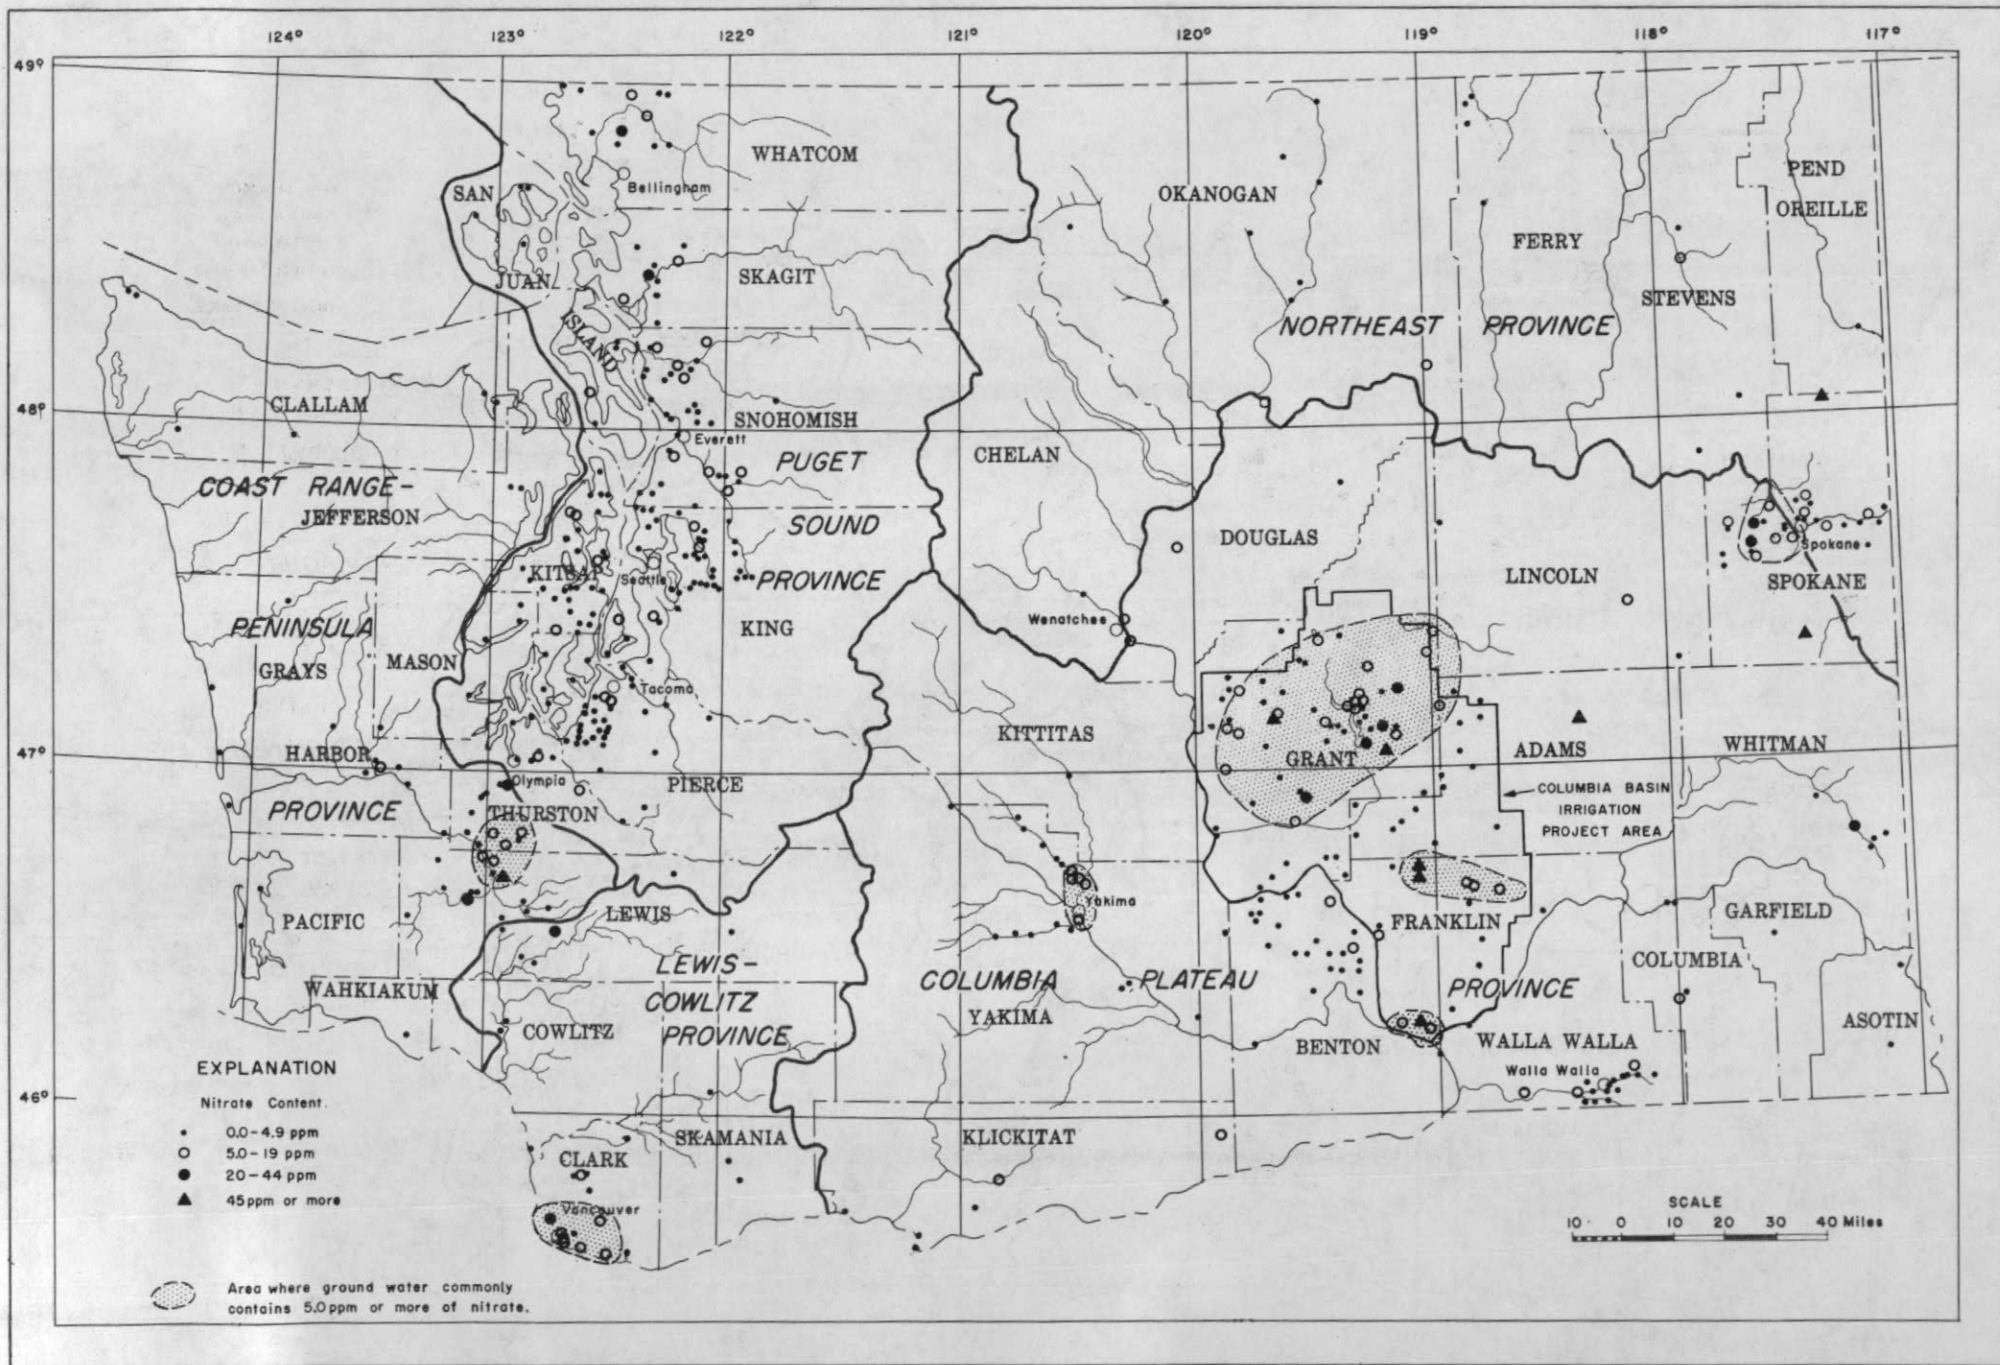 124° 123° 122° 121° 120° 119° 118° 117°
49°
48°
47°
46°
WHATCOM
Bellingham
SAN
JUAN
ISLAND
SKAGIT
OKANOGAN
FERRY
PEND
OREILLE
STEVENS
NORTHEAST PROVINCE
CLALLAM
SNOHOMISH
Everett
CHELAN
COAST RANGE-
JEFFERSON
PUGET
SOUND
PROVINCE
KITSAP
Seattle
KING
DOUGLAS
LINCOLN
Spokane
SPOKANE
Wenatchee
PENINSULA
GRAYS
MASON
Tacoma
HARBOR
PROVINCE
Olympia
THURSTON
PIERCE
KITTITAS
GRANT
ADAMS
WHITMAN
COLUMBIA BASIN
IRRIGATION
PROJECT AREA
PACIFIC
LEWIS
Yakima
FRANKLIN
GARFIELD
COLUMBIA
WAHKIAKUM
LEWIS-
COWLITZ
PROVINCE
COWLITZ
COLUMBIA PLATEAU PROVINCE
YAKIMA
BENTON
WALLA WALLA
Walla Walla
ASOTIN
SKAMANIA
KLICKITAT
CLARK
Vancouver
EXPLANATION
Nitrate Content.
0.0-4.9 ppm
5.0-19 ppm
20-44 ppm
45 ppm or more
Area where ground water commonly
contains 5.0 ppm or more of nitrate.
SCALE
10 0 10 20 30 40 Miles